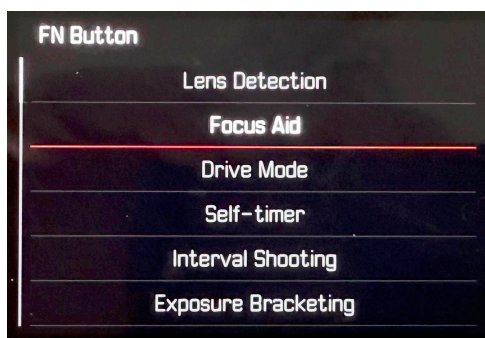 FN Button
Lens Detection
Focus Aid
Drive Mode
Self-timer
Interval Shooting
Exposure Bracketing